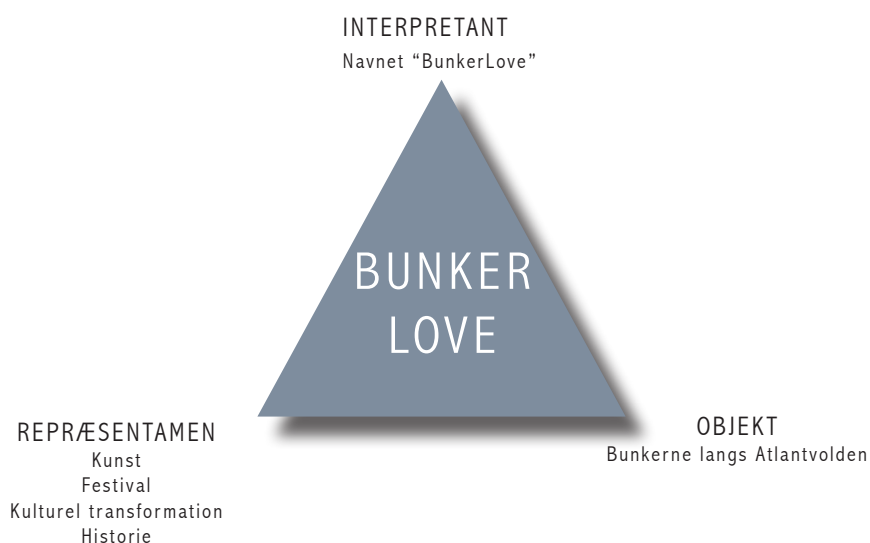 INTERPRETANT
Navnet “BunkerLove”
BUNKER
LOVE
REPRÆSENTAMEN
Kunst
Festival
Kulturel transformation
Historie
OBJEKT
Bunkerne langs Atlantvolden